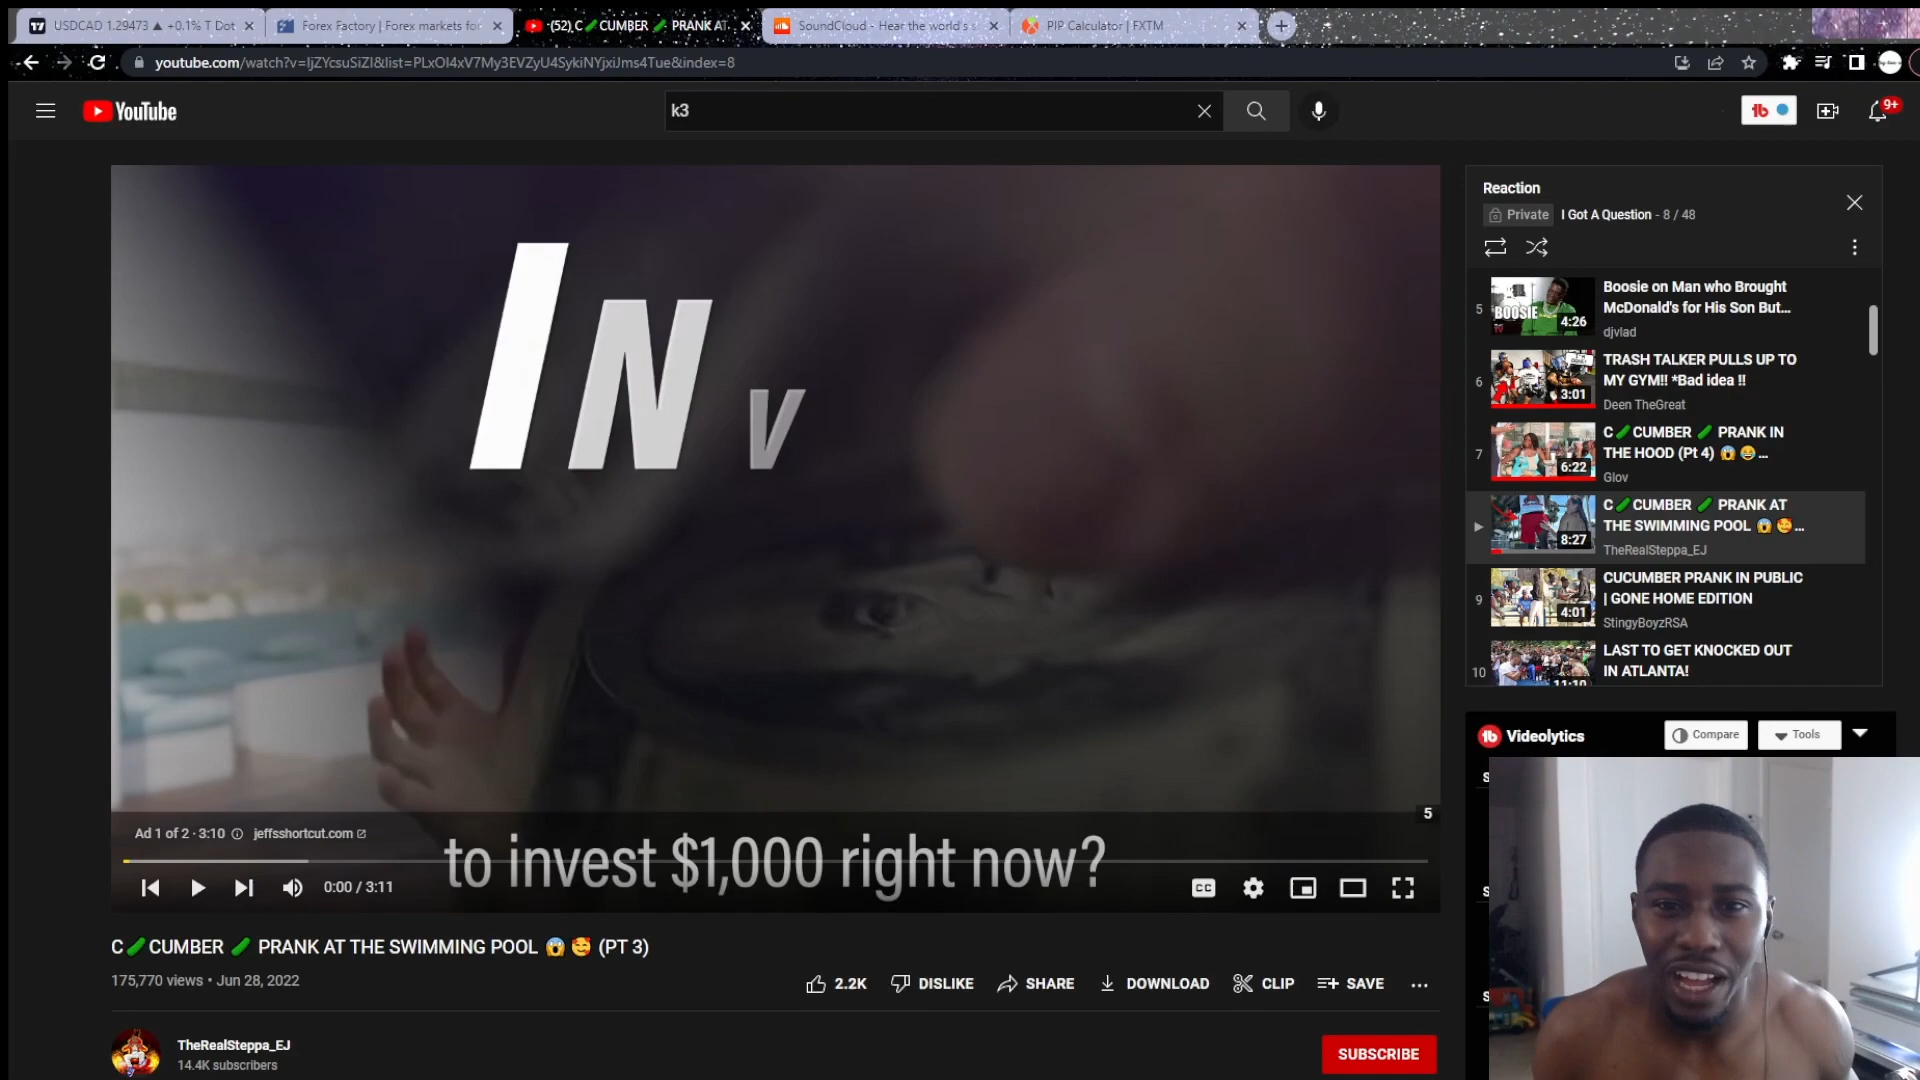 USDCAD 1.29473 ▲ +0.1% T Dot
Forex Factory | Forex markets for
(52) C🥒CUMBER 🥒 PRANK AT
SoundCloud - Hear the world's s
PIP Calculator | FXTM
youtube.com/watch?v=IjZYcsuSiZI&list=PLxOI4xV7My3EVZyU4SykiNYjxiJms4Tue&index=8
YouTube
k3
9+
IN V
Ad 1 of 2 · 3:10 jeffsshortcut.com
5
to invest $1,000 right now?
0:00 / 3:11
CC
C🥒CUMBER 🥒 PRANK AT THE SWIMMING POOL 😱 🥰 (PT 3)
175,770 views • Jun 28, 2022
2.2K DISLIKE SHARE DOWNLOAD CLIP SAVE
TheRealSteppa_EJ
14.4K subscribers
SUBSCRIBE
Reaction
Private I Got A Question - 8 / 48
5
BOOSIE
4:26
Boosie on Man who Brought
McDonald's for His Son But...
djvlad
6
3:01
TRASH TALKER PULLS UP TO
MY GYM!! *Bad idea !!
Deen TheGreat
7
6:22
C🥒CUMBER 🥒 PRANK IN
THE HOOD (Pt 4) 😱 😂 ...
Glov
8:27
C🥒CUMBER 🥒 PRANK AT
THE SWIMMING POOL 😱 🥰 ...
TheRealSteppa_EJ
9
4:01
CUCUMBER PRANK IN PUBLIC
| GONE HOME EDITION
StingyBoyzRSA
10
11:10
LAST TO GET KNOCKED OUT
IN ATLANTA!
Videolytics
Compare
Tools
S
S
S